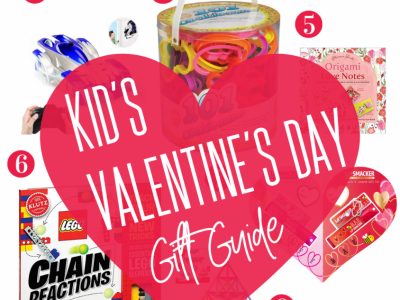 5
Origami
Notes
KID'S
VALENTINE'S DAY
Gift Guide
6
KLUTZ
LEGO
CHAIN
REACTIONS
SMACKER